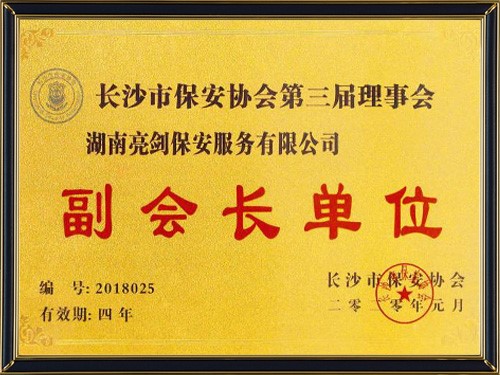 长沙市保安协会第三届理事会
湖南亮剑保安服务有限公司
副会长单位
编 号: 2018025
有效期: 四年
长沙市保安协会
二零二零年元月